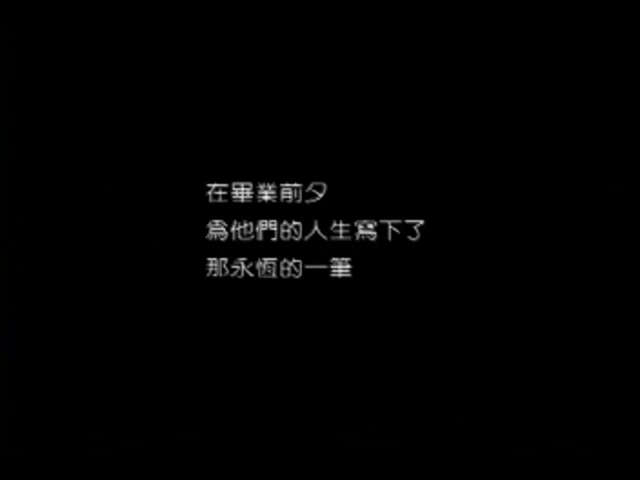 在畢業前夕
為他們的人生寫下了
那永恆的一筆